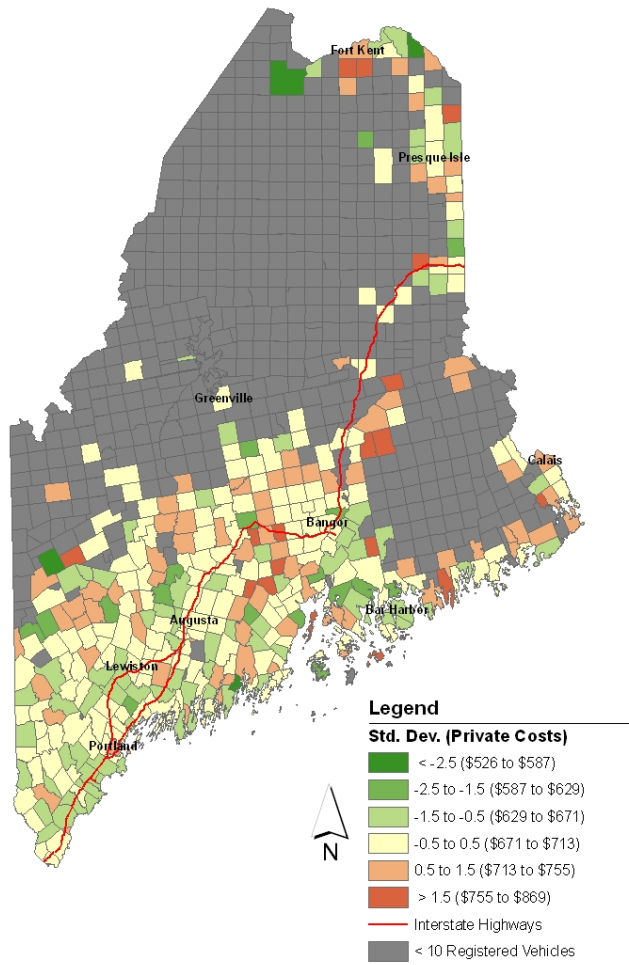 Fort Kent
Presque Isle
Greenville
Calais
Bangor
Bar Harbor
Augusta
Lewiston
Portland
N
Legend
Std. Dev. (Private Costs)
< -2.5 ($526 to $587)
-2.5 to -1.5 ($587 to $629)
-1.5 to -0.5 ($629 to $671)
-0.5 to 0.5 ($671 to $713)
0.5 to 1.5 ($713 to $755)
> 1.5 ($755 to $869)
Interstate Highways
< 10 Registered Vehicles